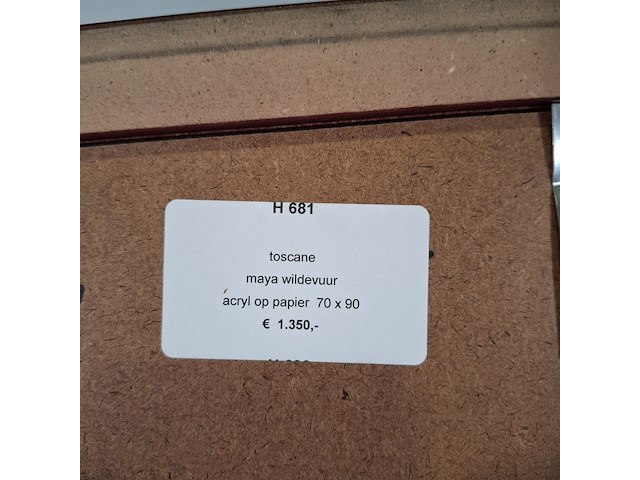 H 681
toscane
maya wildevuur
acryl op papier 70 x 90
€ 1.350,-